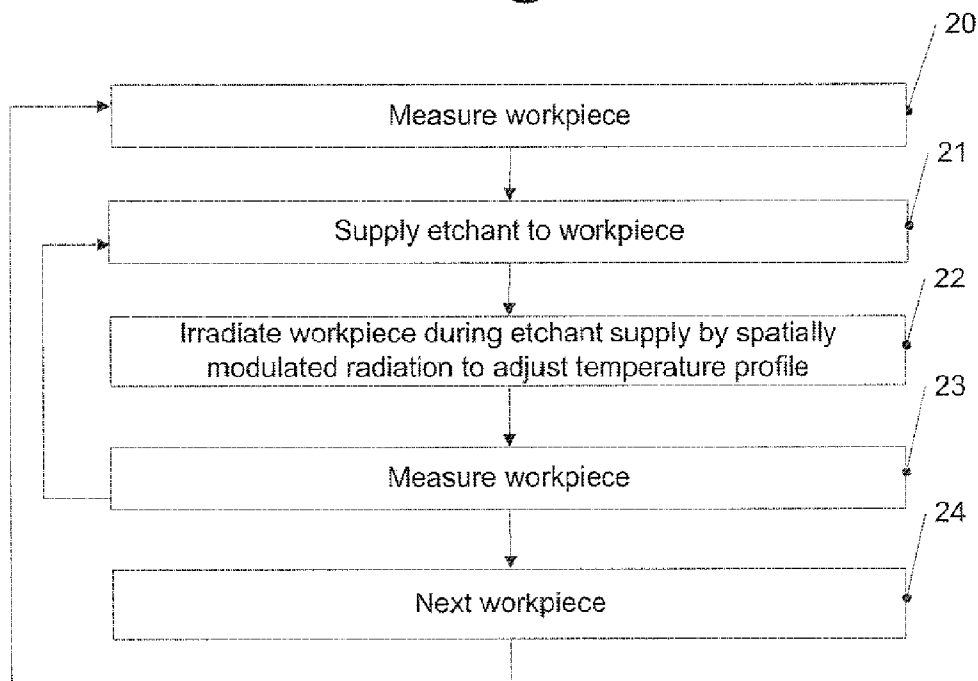 20
Measure workpiece
21
Supply etchant to workpiece
22
Irradiate workpiece during etchant supply by spatially
modulated radiation to adjust temperature profile
23
Measure workpiece
24
Next workpiece